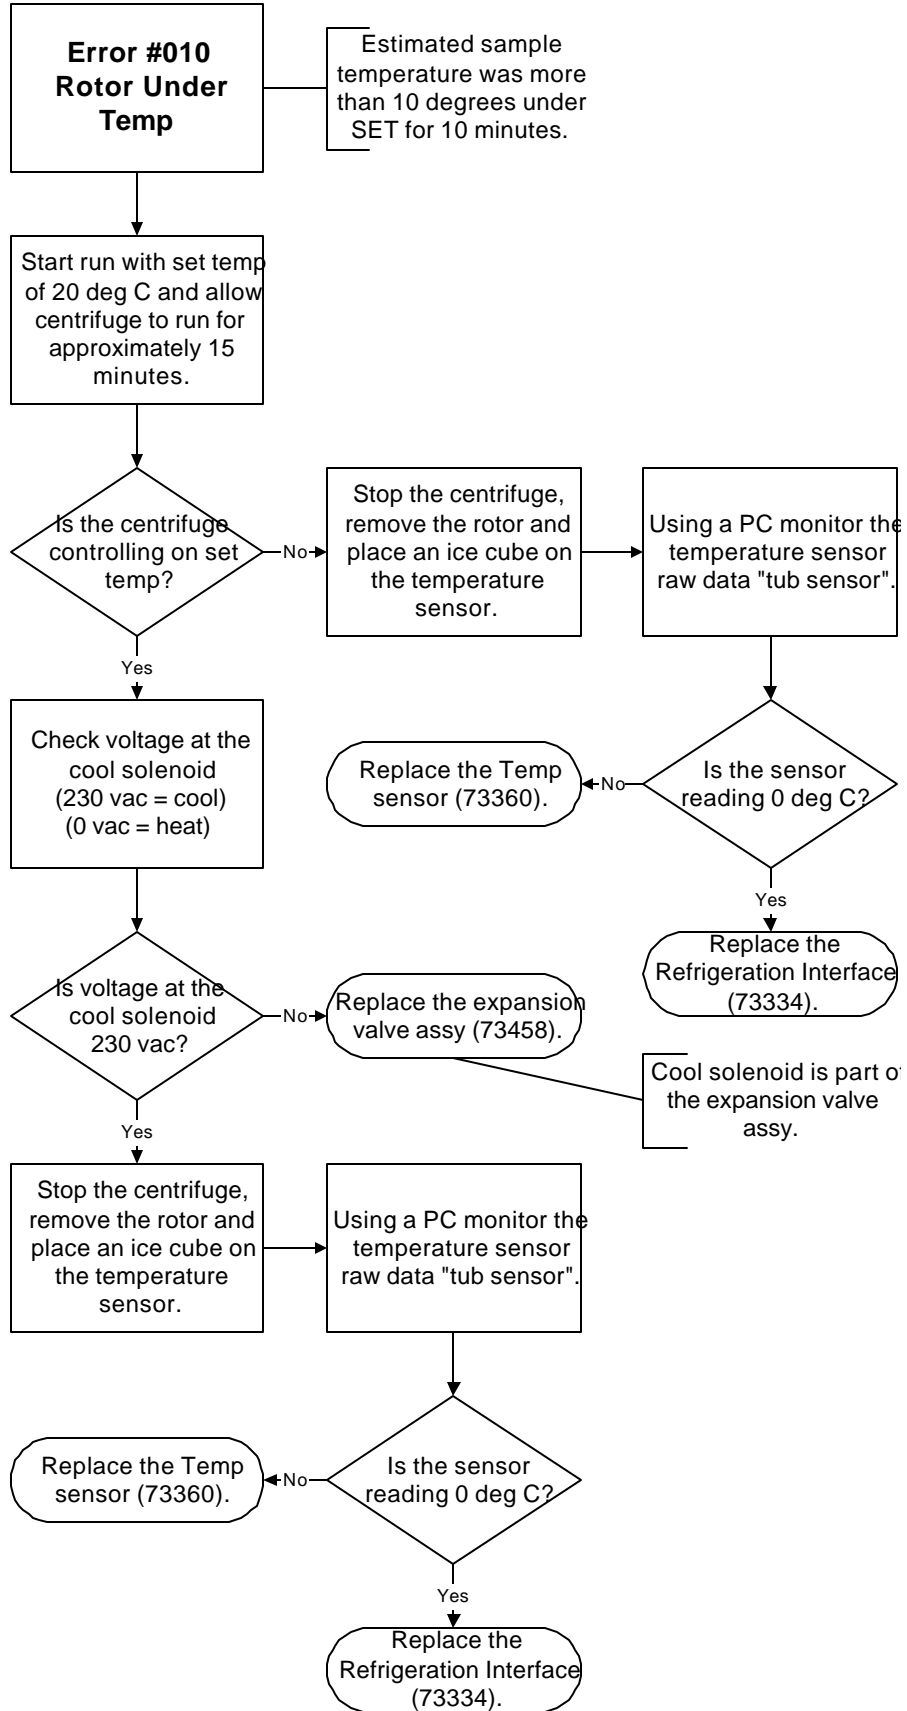 Error #010
Rotor Under
Temp
Estimated sample
temperature was more
than 10 degrees under
SET for 10 minutes.
Start run with set temp
of 20 deg C and allow
centrifuge to run for
approximately 15
minutes.
Is the centrifuge
controlling on set
temp?
No
Stop the centrifuge,
remove the rotor and
place an ice cube on
the temperature
sensor.
Using a PC monitor the
temperature sensor
raw data "tub sensor".
Yes
Check voltage at the
cool solenoid
(230 vac = cool)
(0 vac = heat)
Replace the Temp
sensor (73360).
No
Is the sensor
reading 0 deg C?
Yes
Replace the
Refrigeration Interface
(73334).
Is voltage at the
cool solenoid
230 vac?
No
Replace the expansion
valve assy (73458).
Cool solenoid is part of
the expansion valve
assy.
Yes
Stop the centrifuge,
remove the rotor and
place an ice cube on
the temperature
sensor.
Using a PC monitor the
temperature sensor
raw data "tub sensor".
Replace the Temp
sensor (73360).
No
Is the sensor
reading 0 deg C?
Yes
Replace the
Refrigeration Interface
(73334).